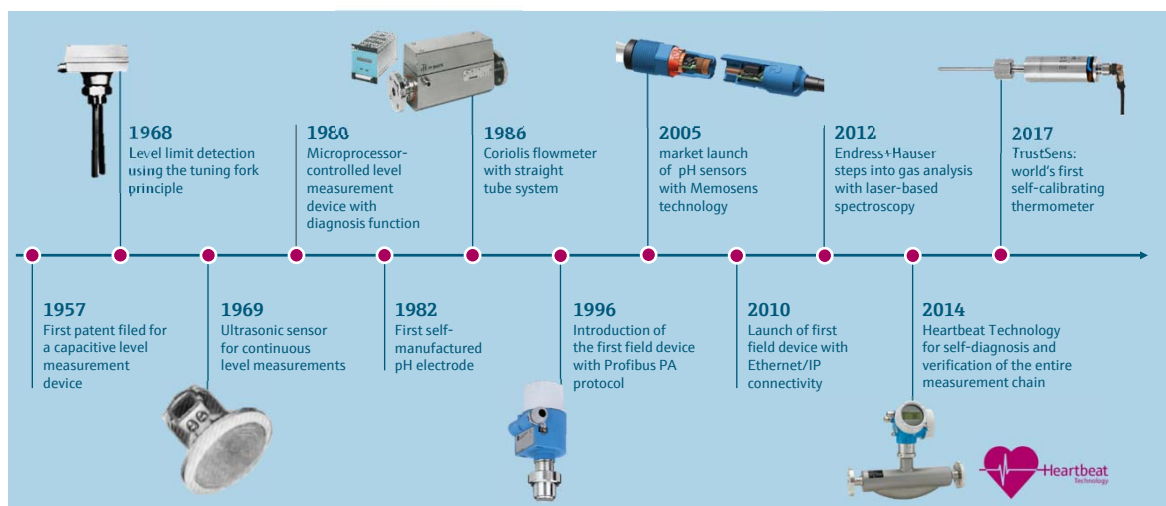 1968
Level limit detection
using the tuning fork
principle
1980
Microprocessor-
controlled level
measurement
device with
diagnosis function
1986
Coriolis flowmeter
with straight
tube system
2005
market launch
of pH sensors
with Memosens
technology
2012
Endress+Hauser
steps into gas analysis
with laser-based
spectroscopy
2017
TrustSens:
world's first
self-calibrating
thermometer
1957
First patent filed for
a capacitive level
measurement
device
1969
Ultrasonic sensor
for continuous
level measurements
1982
First self-
manufactured
pH electrode
1996
Introduction of
the first field device
with Profibus PA
protocol
2010
Launch of first
field device with
Ethernet/IP
connectivity
2014
Heartbeat Technology
for self-diagnosis and
verification of the entire
measurement chain
Heartbeat
Technology